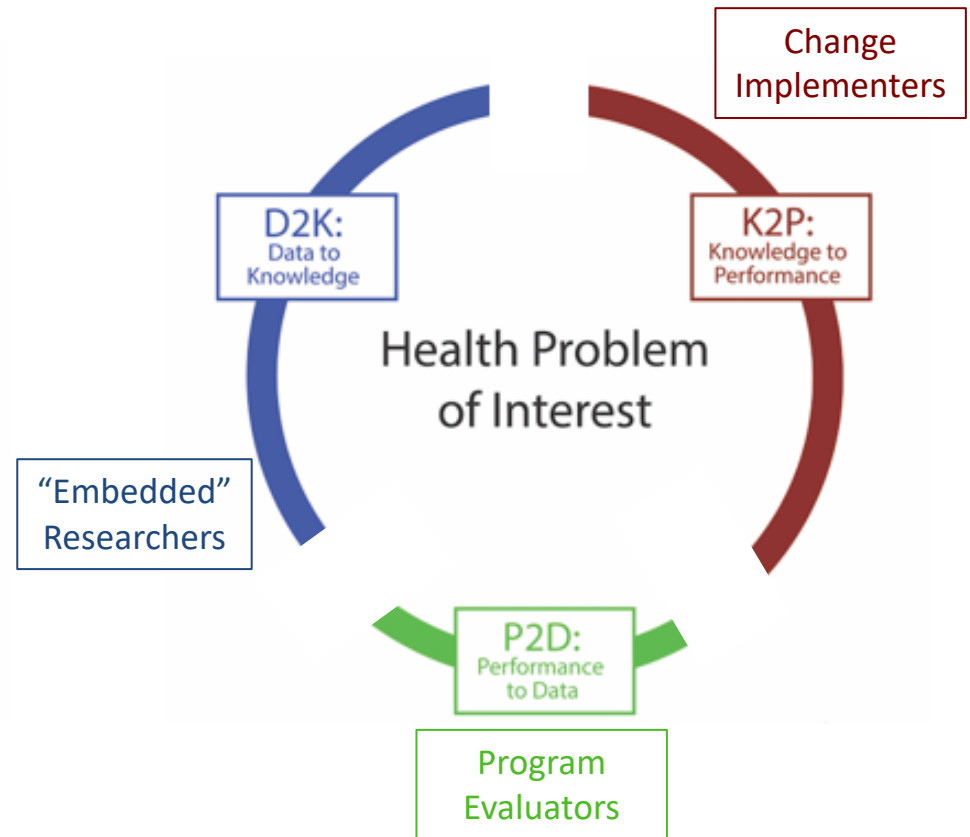 Change
Implementers
D2K:
Data to
Knowledge
K2P:
Knowledge to
Performance
Health Problem
of Interest
“Embedded”
Researchers
P2D:
Performance
to Data
Program
Evaluators